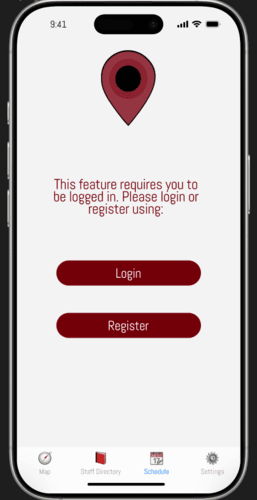 9:41
This feature requires you to
be logged in. Please login or
register using:
Login
Register
Map
Staff Directory
Schedule
Settings